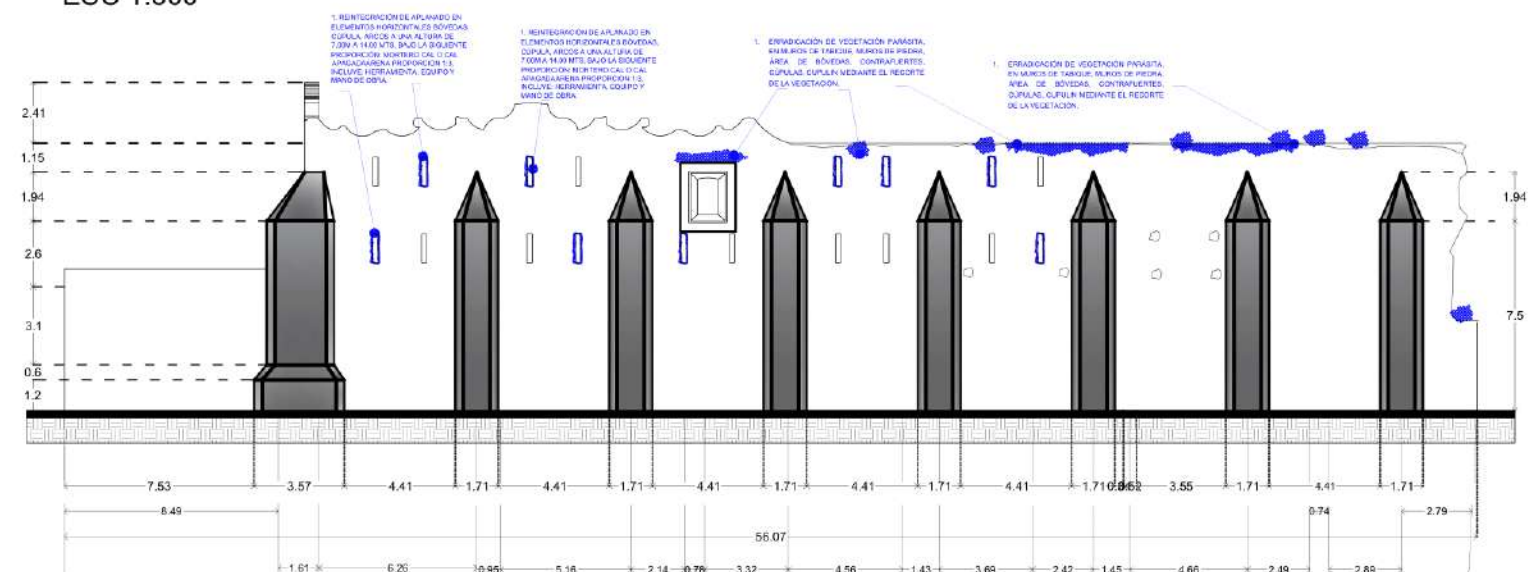 ESC 1:300
1. REINTEGRACIÓN DE APLANADO EN
ELEMENTOS HORIZONTALES BÓVEDAS,
CÚPULA, ARCOS A UNA ALTURA DE
7.00M A 14.00 MTS, BAJO LA SIGUIENTE
PROPORCIÓN: MORTERO CAL O CAL
APAGADA:ARENA PROPORCION 1:3,
INCLUYE: HERRAMIENTA, EQUIPO Y
MANO DE OBRA.
1. REINTEGRACIÓN DE APLANADO EN
ELEMENTOS HORIZONTALES BÓVEDAS,
CÚPULA, ARCOS A UNA ALTURA DE
7.00M A 14.00 MTS, BAJO LA SIGUIENTE
PROPORCIÓN: MORTERO CAL O CAL
APAGADA:ARENA PROPORCION 1:3,
INCLUYE: HERRAMIENTA, EQUIPO Y
MANO DE OBRA.
1. ERRADICACIÓN DE VEGETACIÓN PARÁSITA,
EN MUROS DE TABIQUE, MUROS DE PIEDRA,
ÁREA DE BÓVEDAS, CONTRAFUERTES,
CÚPULAS, CUPULIN MEDIANTE EL RECORTE
DE LA VEGETACIÓN.
1. ERRADICACIÓN DE VEGETACIÓN PARÁSITA,
EN MUROS DE TABIQUE, MUROS DE PIEDRA,
ÁREA DE BÓVEDAS, CONTRAFUERTES,
CÚPULAS, CUPULIN MEDIANTE EL RECORTE
DE LA VEGETACIÓN.
2.41
1.15
1.94
2.6
3.1
0.6
1.2
1.94
7.5
7.53 3.57 4.41 1.71 4.41 1.71 4.41 1.71 4.41 1.71 4.41 1.71 3.55 1.71 4.41 1.71
8.49 0.74 2.79
56.07
1.61 6.26 0.95 5.16 2.14 0.78 3.32 4.56 1.43 3.69 2.42 1.45 4.66 2.49 2.89